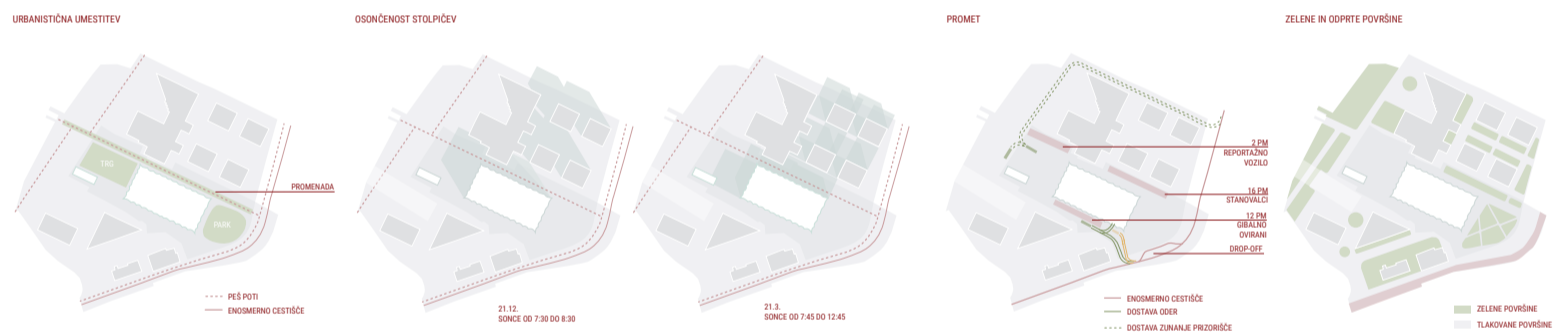 URBANISTIČNA UMESTITEV
TRG
PROMENADA
PARK
PEŠ POTI
ENOSMERNO CESTIŠČE
OSONČENOST STOLPIČEV
21.12.
SONCE OD 7:30 DO 8:30
21.3.
SONCE OD 7:45 DO 12:45
PROMET
2 PM
REPORTAŽNO
VOZILO
16 PM
STANOVALCI
12 PM
GIBALNO
OVIRANI
DROP-OFF
ENOSMERNO CESTIŠČE
DOSTAVA ODER
DOSTAVA ZUNANJE PRIZORIŠČE
ZELENE IN ODPRTE POVRŠINE
ZELENE POVRŠINE
TLAKOVANE POVRŠINE